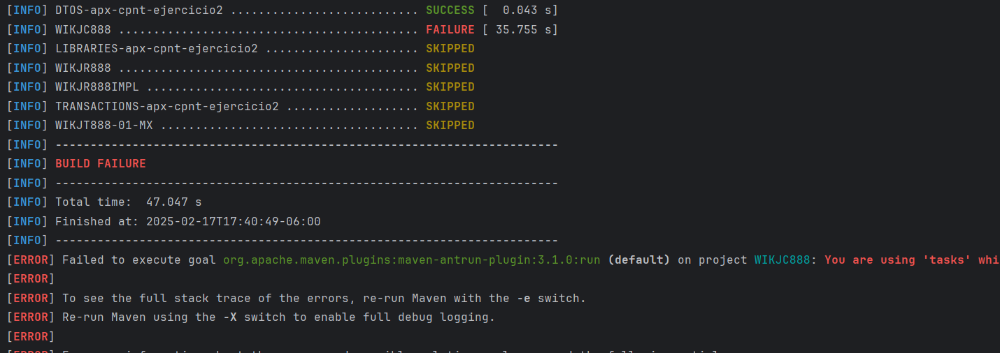 [INFO] DTOS-apx-cpnt-ejercicio2 ........................... SUCCESS [  0.043 s]
[INFO] WIKJC888 ........................................... FAILURE [ 35.755 s]
[INFO] LIBRARIES-apx-cpnt-ejercicio2 ...................... SKIPPED
[INFO] WIKJR888 ........................................... SKIPPED
[INFO] WIKJR888IMPL ....................................... SKIPPED
[INFO] TRANSACTIONS-apx-cpnt-ejercicio2 ................... SKIPPED
[INFO] WIKJT888-01-MX ..................................... SKIPPED
[INFO] ------------------------------------------------------------------------
[INFO] BUILD FAILURE
[INFO] ------------------------------------------------------------------------
[INFO] Total time:  47.047 s
[INFO] Finished at: 2025-02-17T17:40:49-06:00
[INFO] ------------------------------------------------------------------------
[ERROR] Failed to execute goal org.apache.maven.plugins:maven-antrun-plugin:3.1.0:run (default) on project WIKJC888: You are using 'tasks' whi
[ERROR]
[ERROR] To see the full stack trace of the errors, re-run Maven with the -e switch.
[ERROR] Re-run Maven using the -X switch to enable full debug logging.
[ERROR]